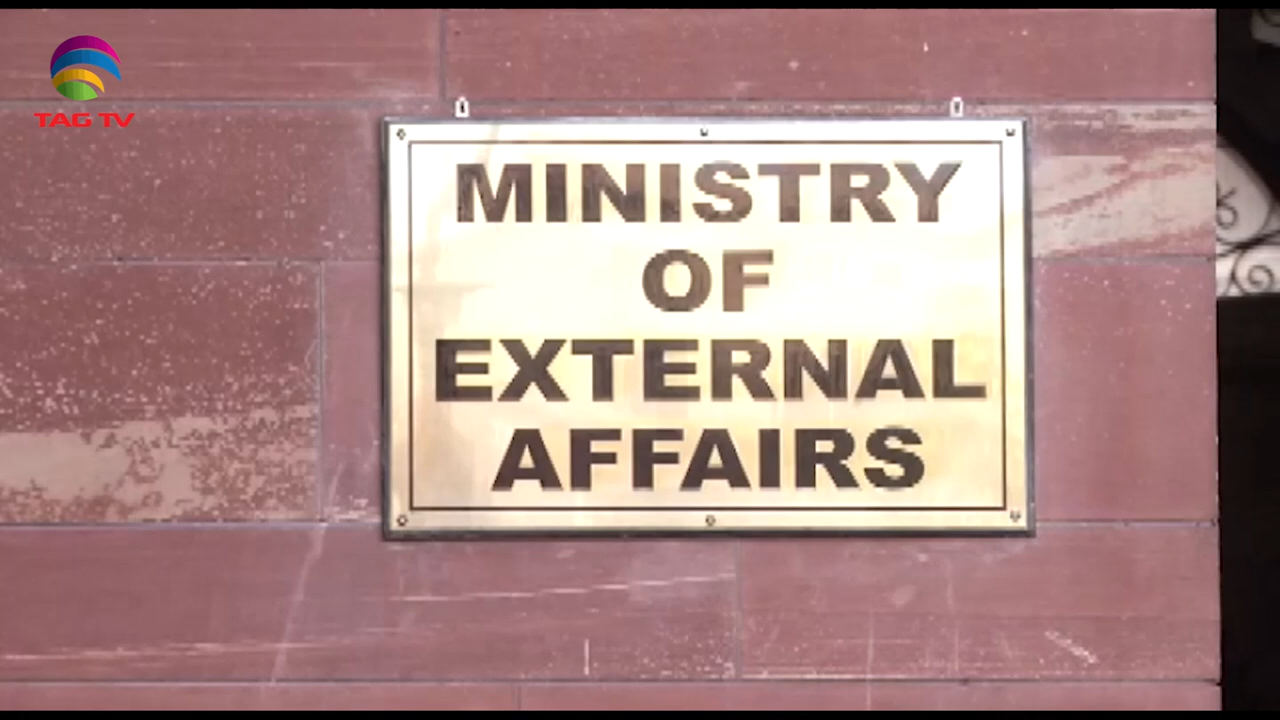 TAG TV
MINISTRY
OF
EXTERNAL
AFFAIRS